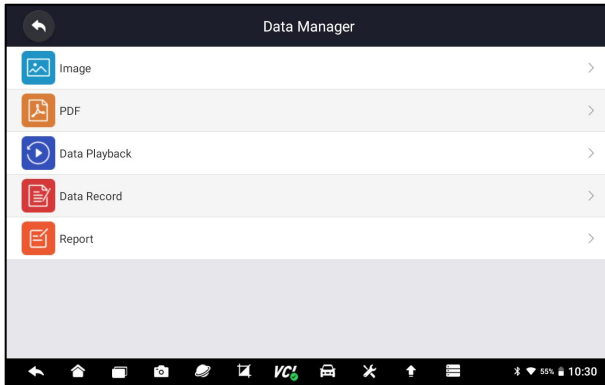 Data Manager
Image
PDF
Data Playback
Data Record
Report
VCI 55% 10:30